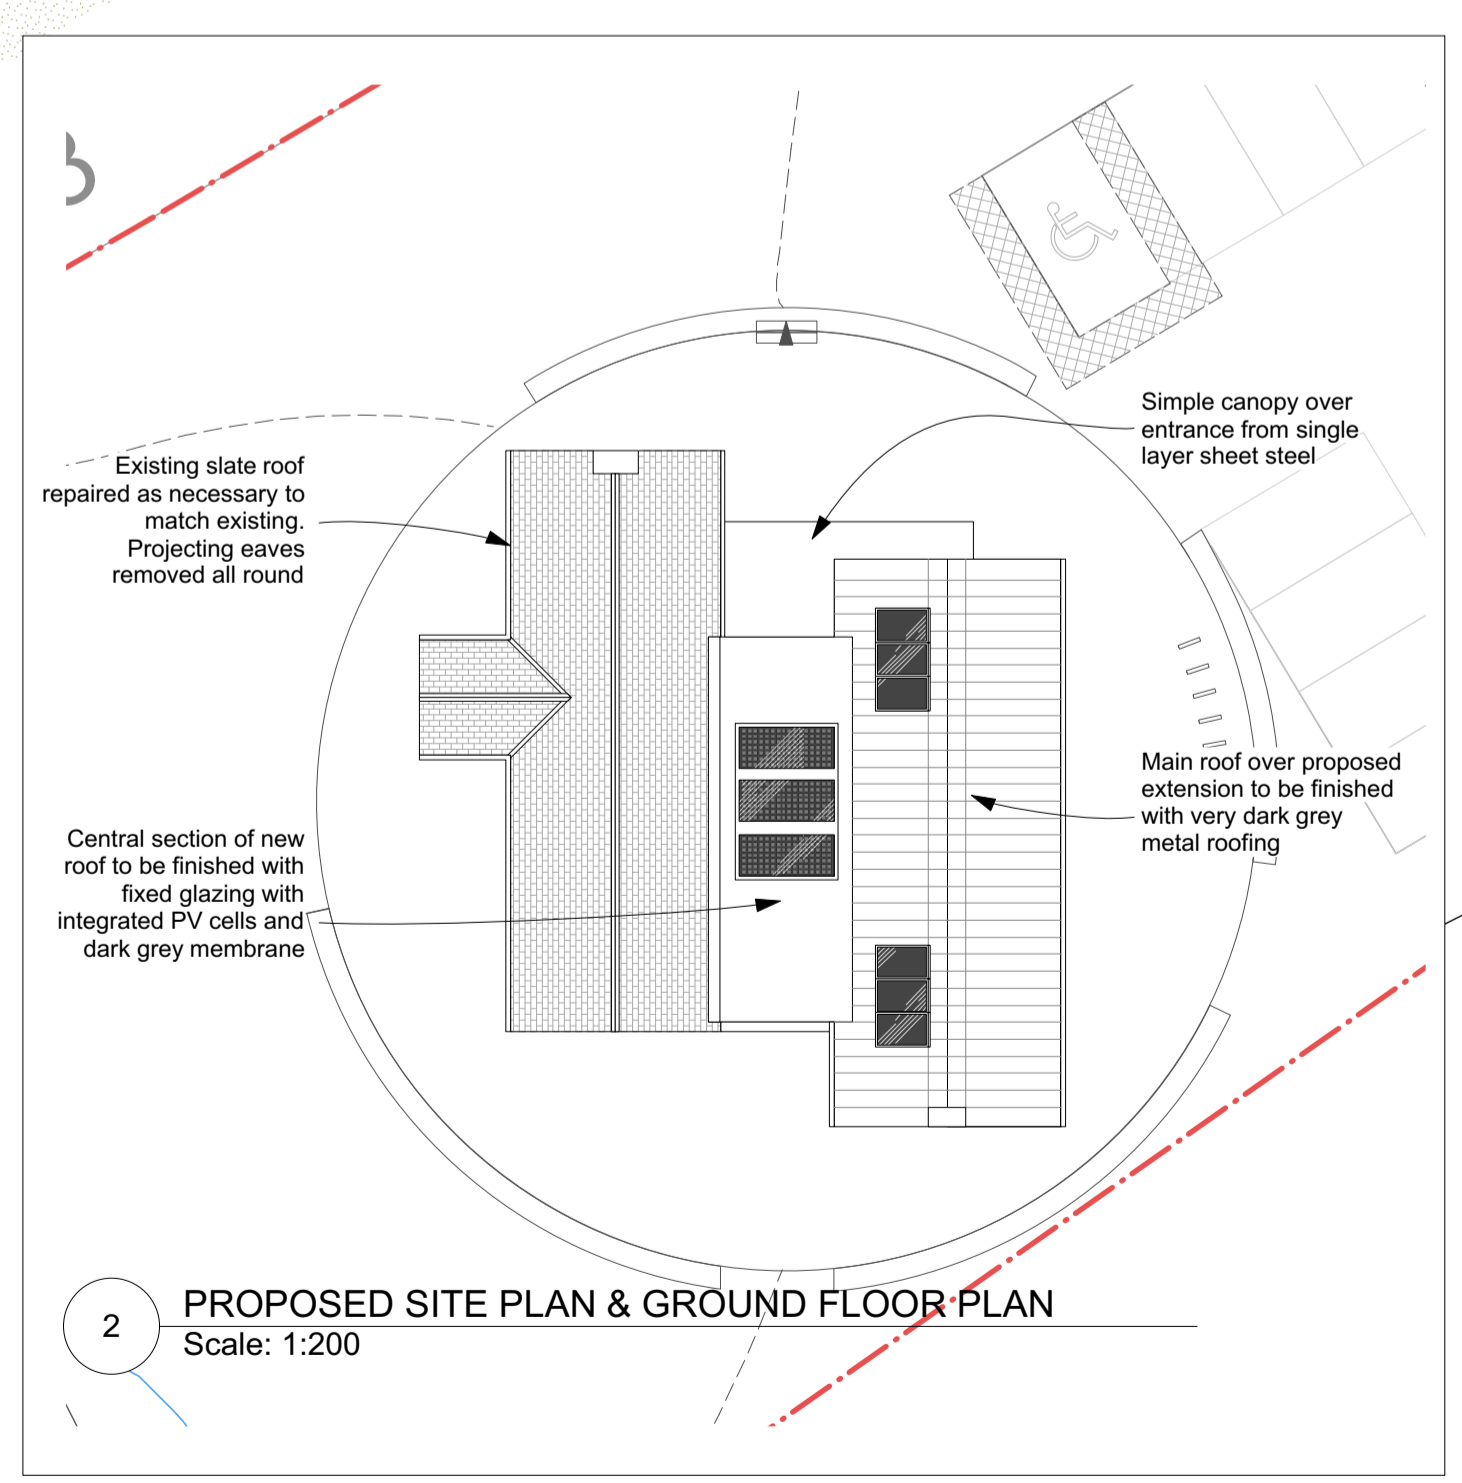 Simple canopy over
entrance from single
layer sheet steel
Existing slate roof
repaired as necessary to
match existing.
Projecting eaves
removed all round
Main roof over proposed
extension to be finished
with very dark grey
metal roofing
Central section of new
roof to be finished with
fixed glazing with
integrated PV cells and
dark grey membrane
2
PROPOSED SITE PLAN & GROUND FLOOR PLAN
Scale: 1:200